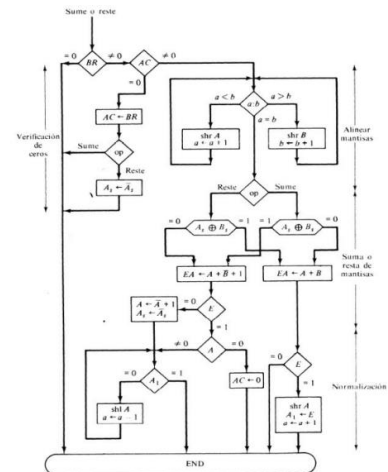 Sume o reste
= 0
BR
≠ 0
AC
≠ 0
= 0
AC ← BR
Sume
op
Reste
A_s ← Ā_s
Verificación
de
ceros
a < b
a : b
a > b
a = b
shr A
a ← a + 1
shr B
b ← b + 1
Alinear
mantisas
Reste
op
Sume
= 0
A_s ⊕ B_s
= 1
= 1
A_s ⊕ B_s
= 0
EA ← A + B̄ + 1
EA ← A + B
Suma o
resta de
mantisas
A ← Ā + 1
A_s ← Ā_s
= 0
E
= 1
≠ 0
A
= 0
= 0
A_1
= 1
AC ← 0
shl A
a ← a − 1
= 0
E
= 1
shr A
A_1 ← E
a ← a + 1
Normalización
END